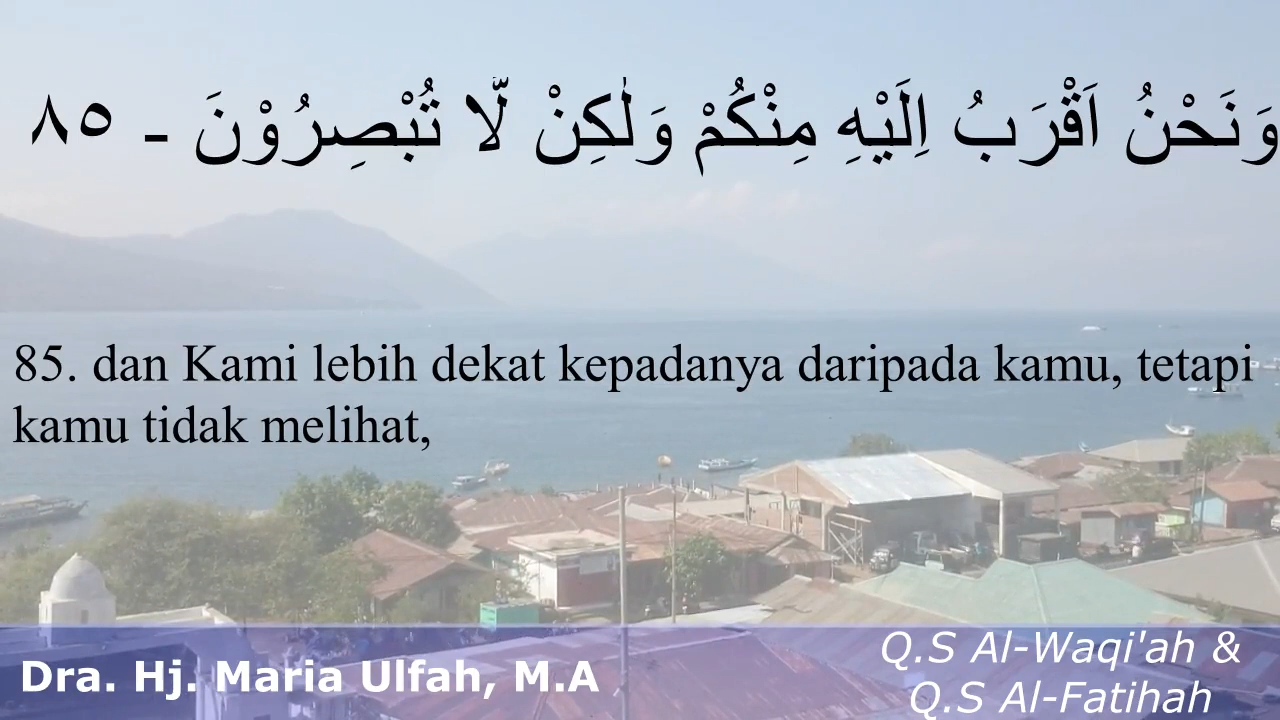 وَنَحْنُ اَقْرَبُ اِلَيْهِ مِنْكُمْ وَلٰكِنْ لَّا تُبْصِرُوْنَ - ٨٥
85. dan Kami lebih dekat kepadanya daripada kamu, tetapi
kamu tidak melihat,
Dra. Hj. Maria Ulfah, M.A
Q.S Al-Waqi'ah &
Q.S Al-Fatihah